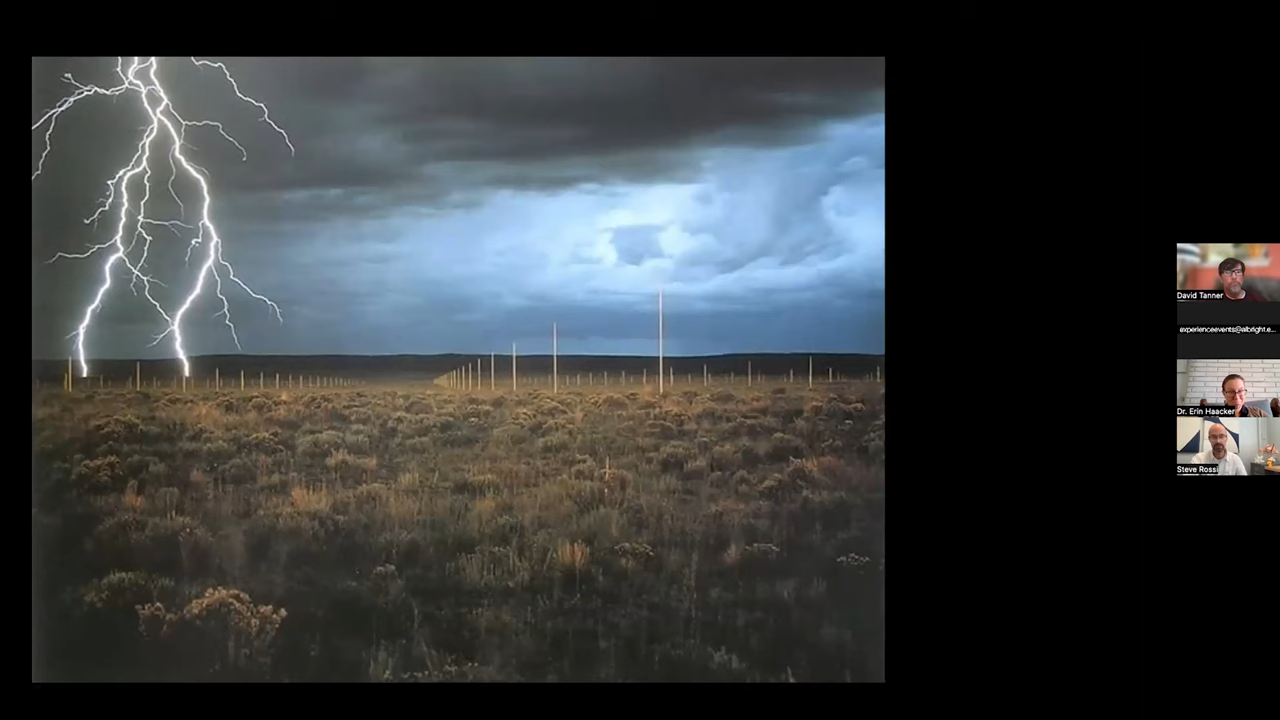 David Tanner
experienceevents@albright.e...
Dr. Erin Haacker
Steve Rossi